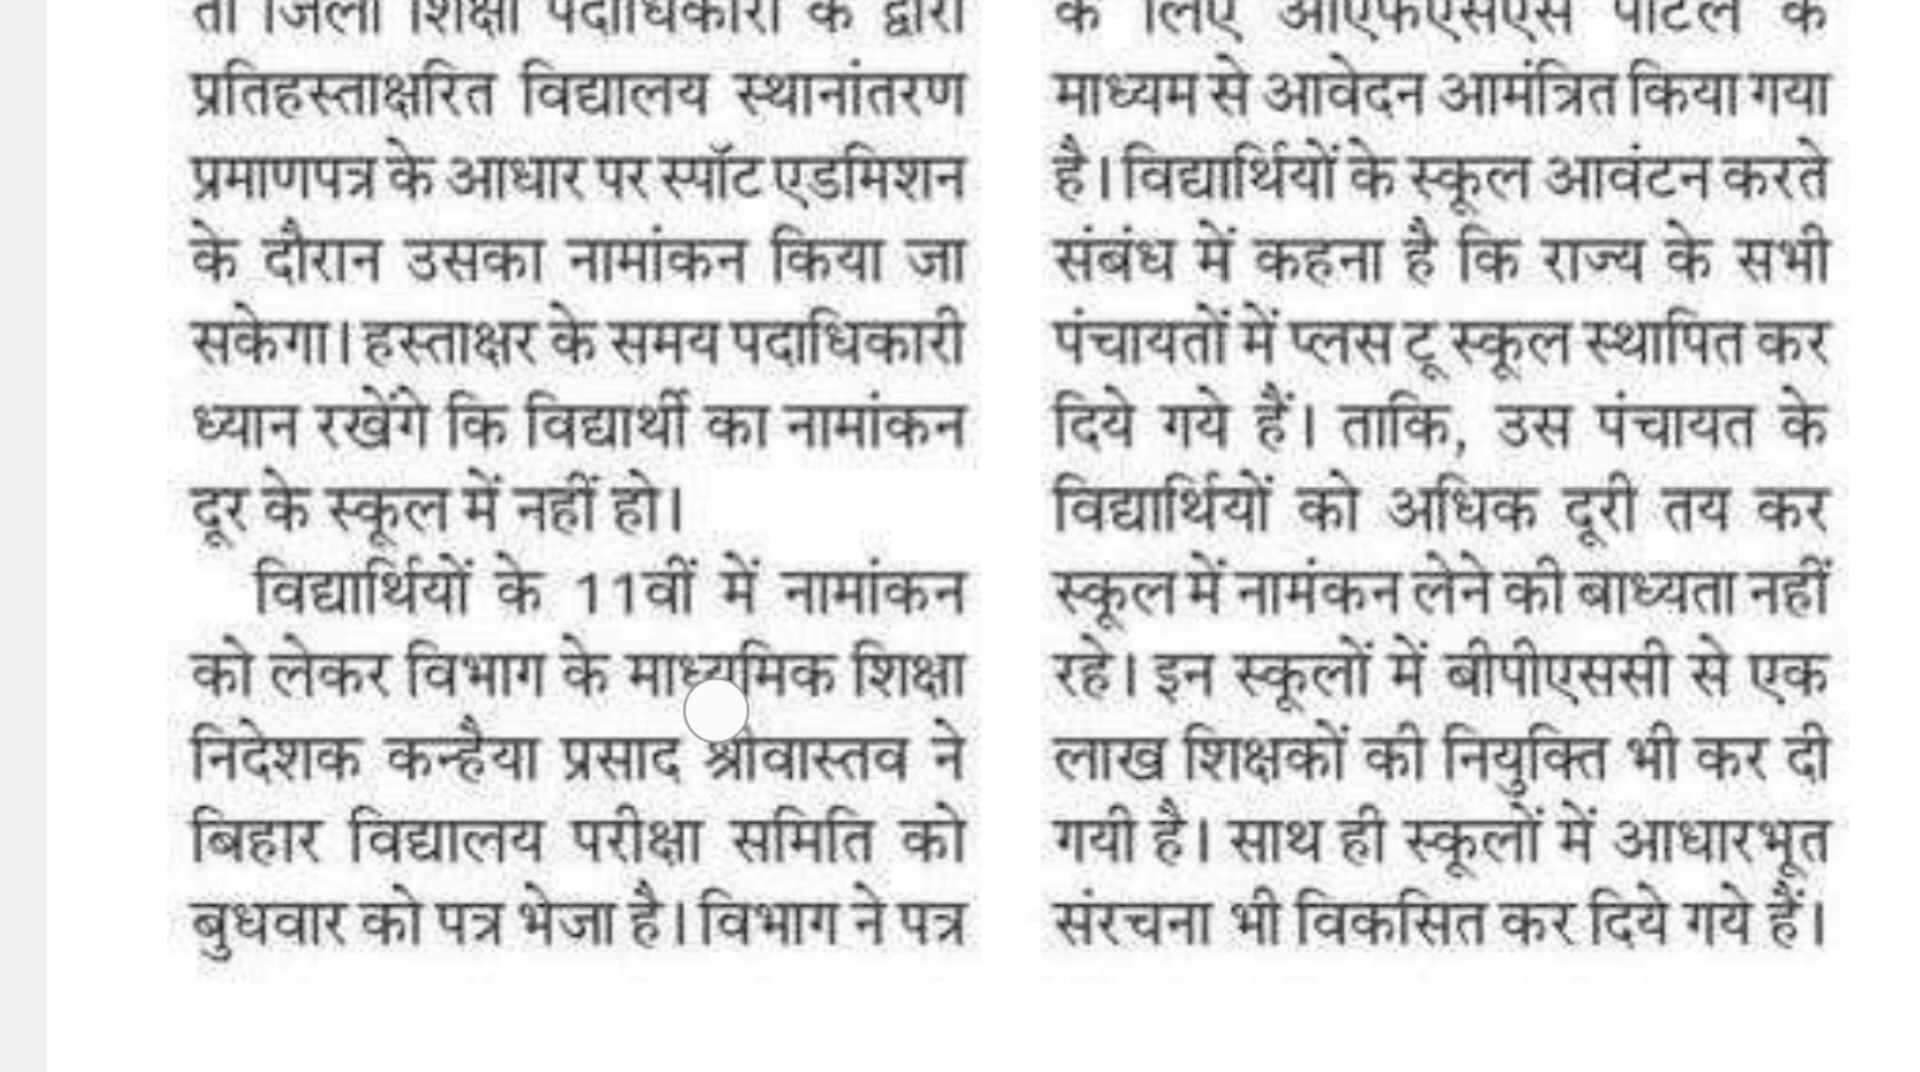 तो जिला शिक्षा पदाधिकारी के द्वारा
प्रतिहस्ताक्षरित विद्यालय स्थानांतरण
प्रमाणपत्र के आधार पर स्पॉट एडमिशन
के दौरान उसका नामांकन किया जा
सकेगा। हस्ताक्षर के समय पदाधिकारी
ध्यान रखेंगे कि विद्यार्थी का नामांकन
दूर के स्कूल में नहीं हो।
विद्यार्थियों के 11वीं में नामांकन
को लेकर विभाग के माध्यमिक शिक्षा
निदेशक कन्हैया प्रसाद श्रीवास्तव ने
बिहार विद्यालय परीक्षा समिति को
बुधवार को पत्र भेजा है। विभाग ने पत्र
के लिए ओएफएसएस पोर्टल के
माध्यम से आवेदन आमंत्रित किया गया
है। विद्यार्थियों के स्कूल आवंटन करते
संबंध में कहना है कि राज्य के सभी
पंचायतों में प्लस टू स्कूल स्थापित कर
दिये गये हैं। ताकि, उस पंचायत के
विद्यार्थियों को अधिक दूरी तय कर
स्कूल में नामंकन लेने की बाध्यता नहीं
रहे। इन स्कूलों में बीपीएससी से एक
लाख शिक्षकों की नियुक्ति भी कर दी
गयी है। साथ ही स्कूलों में आधारभूत
संरचना भी विकसित कर दिये गये हैं।